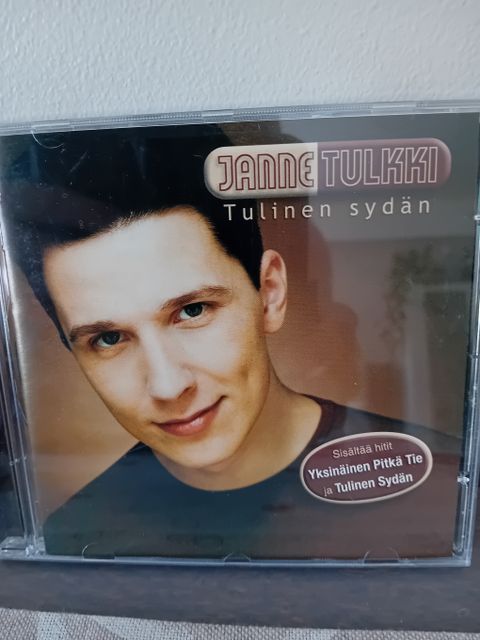 JANNE TULKKI
Tulinen sydän
Sisältää hitit
Yksinäinen Pitkä Tie
ja Tulinen Sydän